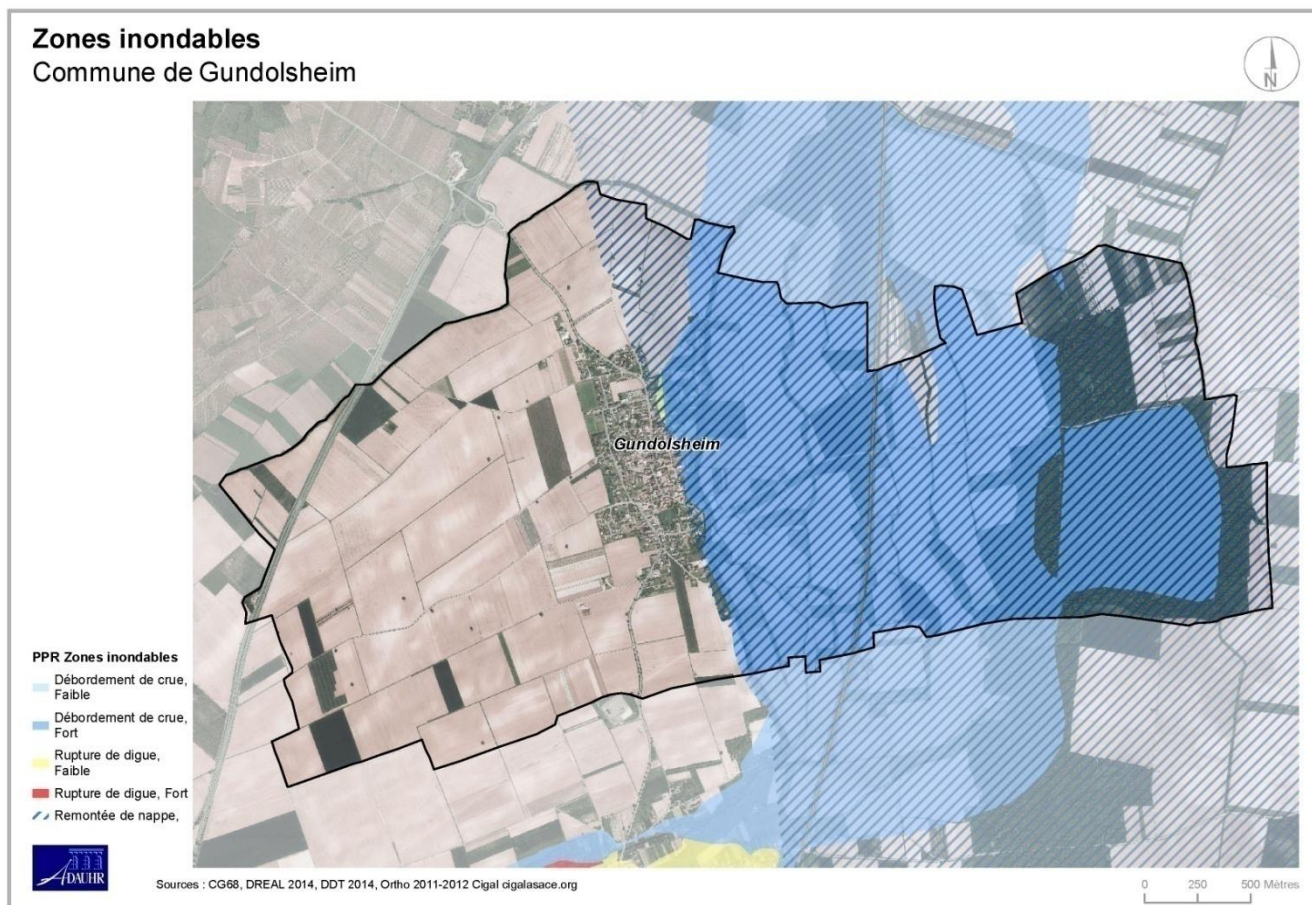 Zones inondables
Commune de Gundolsheim
N
Gundolsheim
PPR Zones inondables
Débordement de crue,
Faible
Débordement de crue,
Fort
Rupture de digue,
Faible
Rupture de digue, Fort
Remontée de nappe,
ADAUHR
Sources : CG68, DREAL 2014, DDT 2014, Ortho 2011-2012 Cigal cigalasace.org
0 250 500 Mètres